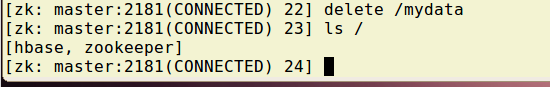 [zk: master:2181(CONNECTED) 22] delete /mydata
[zk: master:2181(CONNECTED) 23] ls /
[hbase, zookeeper]
[zk: master:2181(CONNECTED) 24]